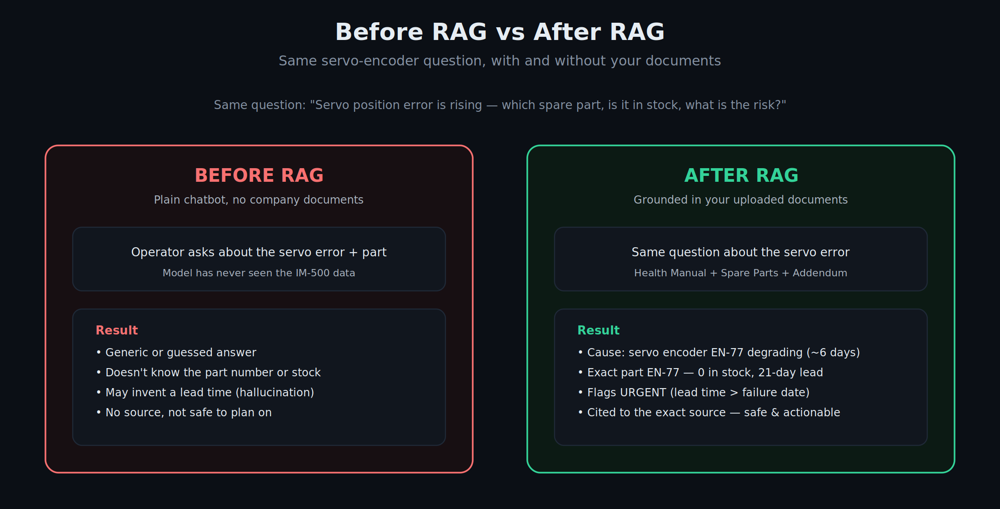 Before RAG vs After RAG
Same servo-encoder question, with and without your documents
Same question: "Servo position error is rising — which spare part, is it in stock, what is the risk?"
BEFORE RAG
Plain chatbot, no company documents
Operator asks about the servo error + part
Model has never seen the IM-500 data
Result
• Generic or guessed answer
• Doesn't know the part number or stock
• May invent a lead time (hallucination)
• No source, not safe to plan on
AFTER RAG
Grounded in your uploaded documents
Same question about the servo error
Health Manual + Spare Parts + Addendum
Result
• Cause: servo encoder EN-77 degrading (~6 days)
• Exact part EN-77 — 0 in stock, 21-day lead
• Flags URGENT (lead time > failure date)
• Cited to the exact source — safe & actionable